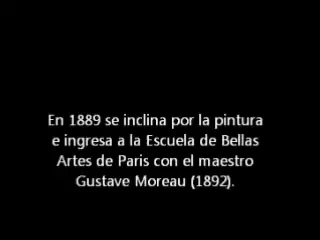 En 1889 se inclina por la pintura
e ingresa a la Escuela de Bellas
Artes de Paris con el maestro
Gustave Moreau (1892).